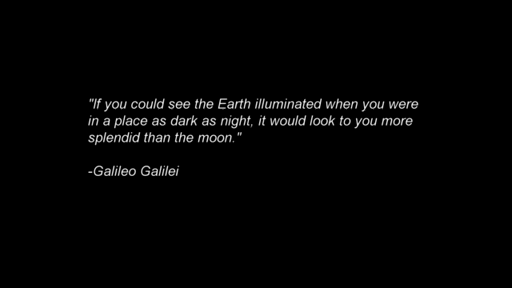 "If you could see the Earth illuminated when you were
in a place as dark as night, it would look to you more
splendid than the moon."
-Galileo Galilei